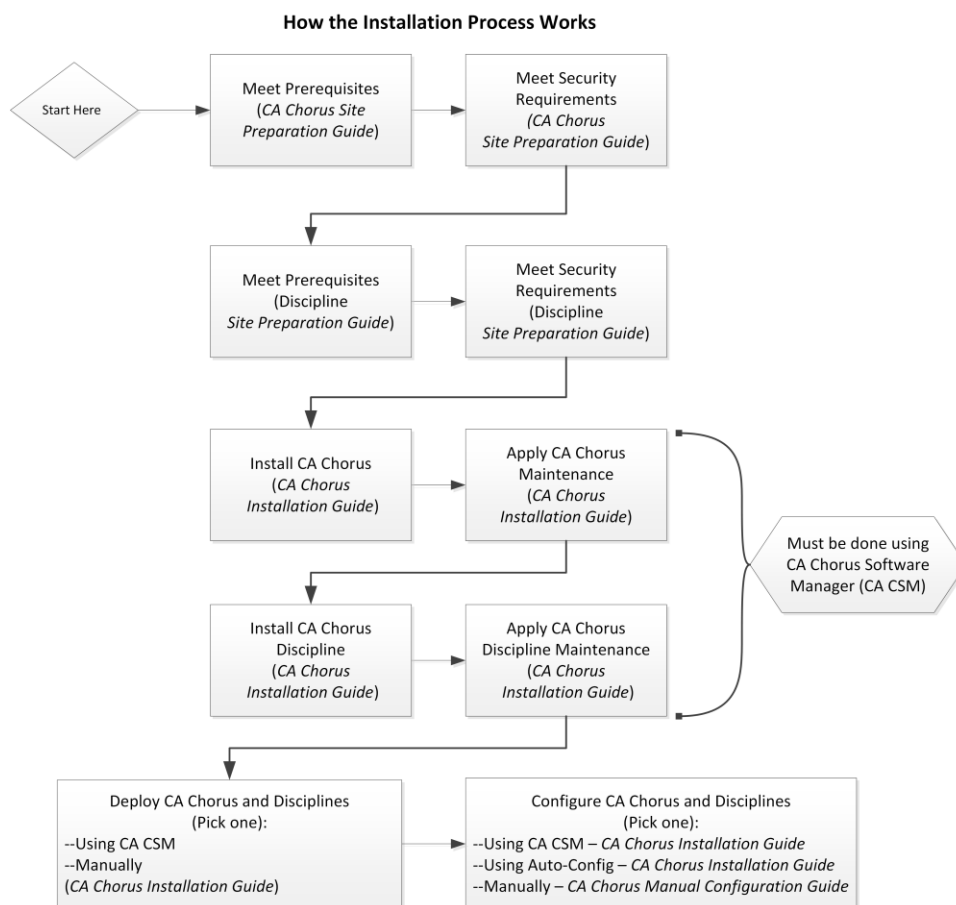 How the Installation Process Works
Start Here
Meet Prerequisites
(CA Chorus Site
Preparation Guide)
Meet Security
Requirements
(CA Chorus
Site Preparation Guide)
Meet Prerequisites
(Discipline
Site Preparation Guide)
Meet Security
Requirements
(Discipline
Site Preparation Guide)
Install CA Chorus
(CA Chorus
Installation Guide)
Apply CA Chorus
Maintenance
(CA Chorus
Installation Guide)
Must be done using
CA Chorus Software
Manager (CA CSM)
Install CA Chorus
Discipline
(CA Chorus
Installation Guide)
Apply CA Chorus
Discipline Maintenance
(CA Chorus
Installation Guide)
Deploy CA Chorus and Disciplines
(Pick one):
--Using CA CSM
--Manually
(CA Chorus Installation Guide)
Configure CA Chorus and Disciplines
(Pick one):
--Using CA CSM – CA Chorus Installation Guide
--Using Auto-Config – CA Chorus Installation Guide
--Manually – CA Chorus Manual Configuration Guide